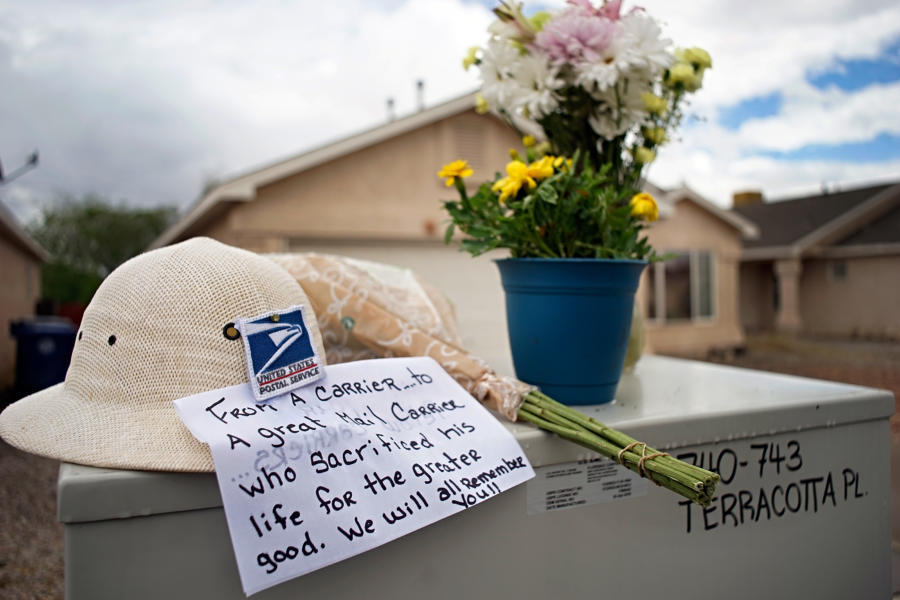 UNITED STATES
POSTAL SERVICE
From A Carrier....to
A great Mail Carrier
who Sacrificed his
life for the greater
good. We will all Remember
you!!
740-743
TERRACOTTA PL.